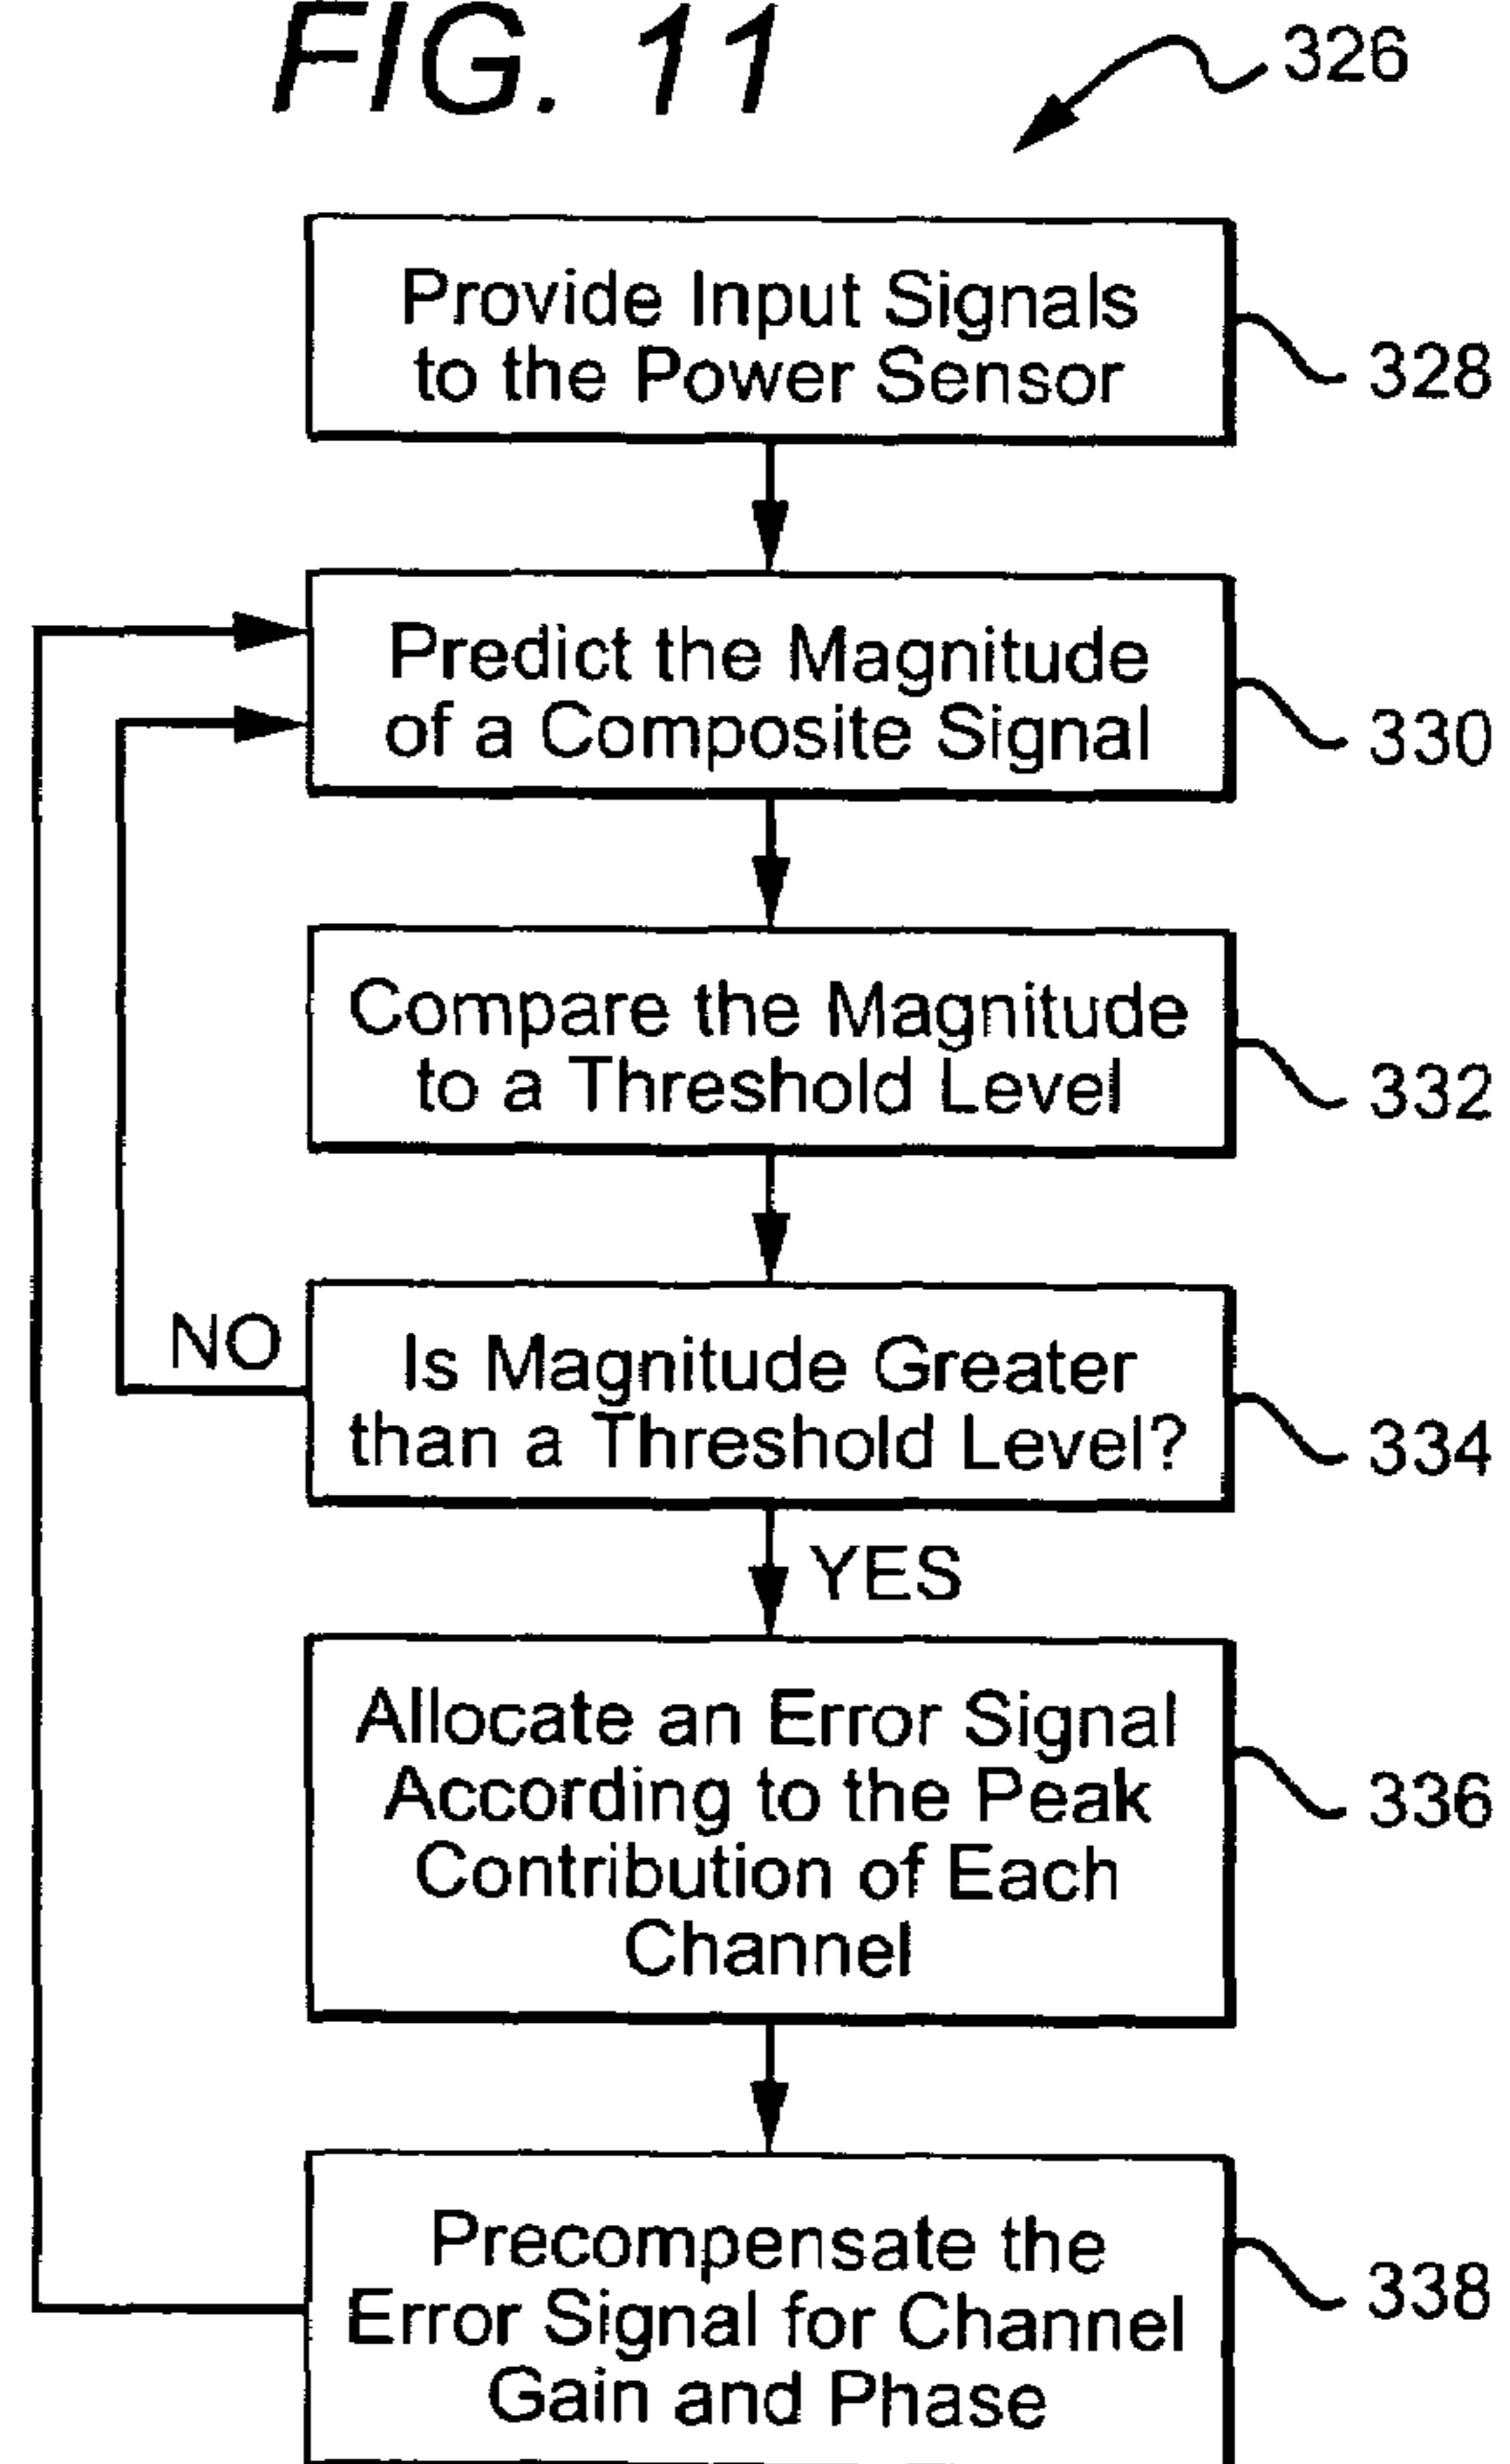 FIG. 11
326
Provide Input Signals
to the Power Sensor
328
Predict the Magnitude
of a Composite Signal
330
Compare the Magnitude
to a Threshold Level
332
NO
Is Magnitude Greater
than a Threshold Level?
334
YES
Allocate an Error Signal
According to the Peak
Contribution of Each
Channel
336
Precompensate the
Error Signal for Channel
Gain and Phase
338